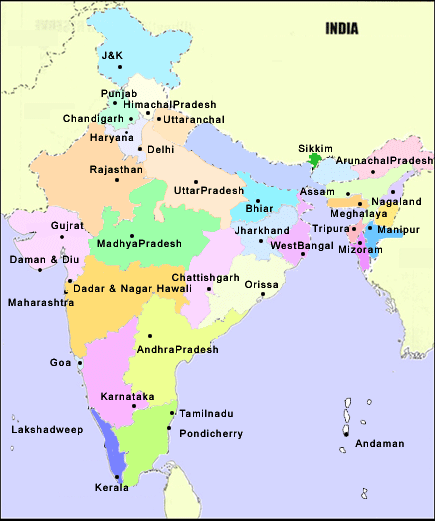 INDIA
J&K
Punjab
HimachalPradesh
Chandigarh
Uttaranchal
Haryana
Delhi
Sikkim
ArunachalPradesh
Rajasthan
UttarPradesh
Assam
Nagaland
Bhiar
Meghalaya
Gujrat
Jharkhand
Tripura
Manipur
MadhyaPradesh
WestBangal
Mizoram
Daman & Diu
Chattishgarh
Dadar & Nagar Hawali
Orissa
Maharashtra
AndhraPradesh
Goa
Karnataka
Tamilnadu
Lakshadweep
Pondicherry
Andaman
Kerala